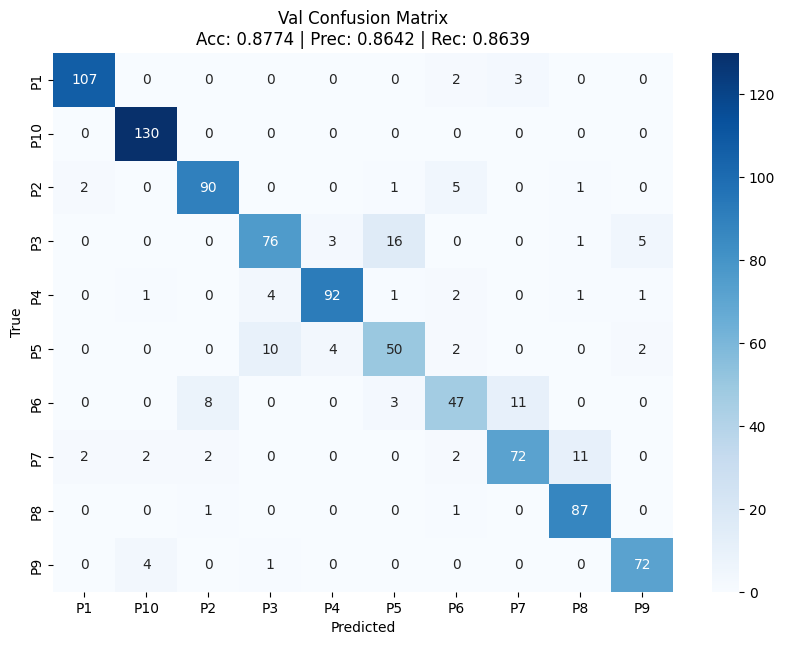 Val Confusion Matrix
Acc: 0.8774 | Prec: 0.8642 | Rec: 0.8639
P1 107 0 0 0 0 0 2 3 0 0
P10 0 130 0 0 0 0 0 0 0 0
P2 2 0 90 0 0 1 5 0 1 0
P3 0 0 0 76 3 16 0 0 1 5
P4 0 1 0 4 92 1 2 0 1 1
P5 0 0 0 10 4 50 2 0 0 2
P6 0 0 8 0 0 3 47 11 0 0
P7 2 2 2 0 0 0 2 72 11 0
P8 0 0 1 0 0 0 1 0 87 0
P9 0 4 0 1 0 0 0 0 0 72
P1 P10 P2 P3 P4 P5 P6 P7 P8 P9
Predicted
True
120
100
80
60
40
20
0